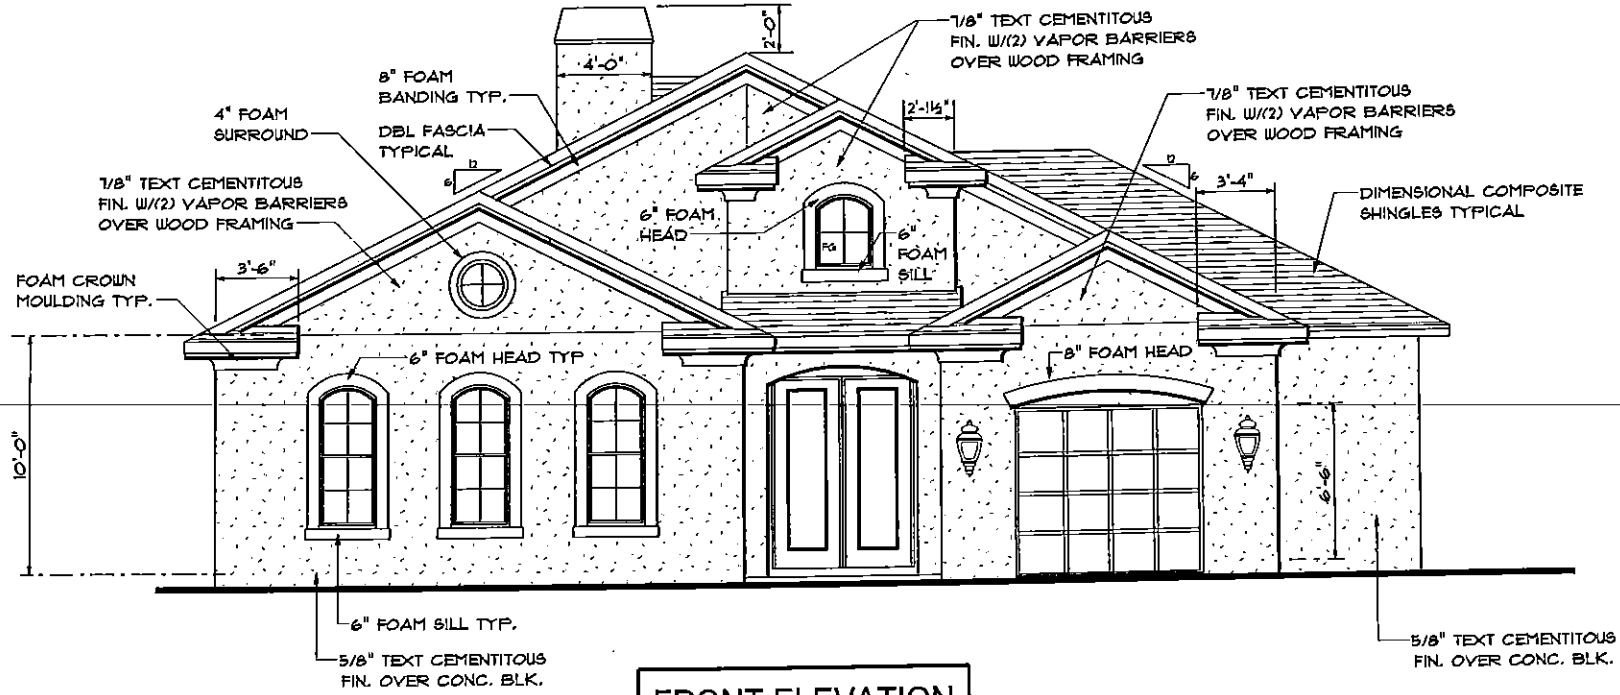 2'-0"
4'-0"
7/8" TEXT CEMENTITOUS
FIN. W/(2) VAPOR BARRIERS
OVER WOOD FRAMING
8" FOAM
BANDING TYP.
4" FOAM
SURROUND
DBL FASCIA
TYPICAL
12
6
2'-1½"
7/8" TEXT CEMENTITOUS
FIN. W/(2) VAPOR BARRIERS
OVER WOOD FRAMING
12
6
3'-4"
DIMENSIONAL COMPOSITE
SHINGLES TYPICAL
7/8" TEXT CEMENTITOUS
FIN. W/(2) VAPOR BARRIERS
OVER WOOD FRAMING
6" FOAM
HEAD
FG
6"
FOAM
SILL
3'-6"
FOAM CROWN
MOULDING TYP.
6" FOAM HEAD TYP
8" FOAM HEAD
10'-0"
6'-6"
6" FOAM SILL TYP.
5/8" TEXT CEMENTITOUS
FIN. OVER CONC. BLK.
5/8" TEXT CEMENTITOUS
FIN. OVER CONC. BLK.
FRONT ELEVATION